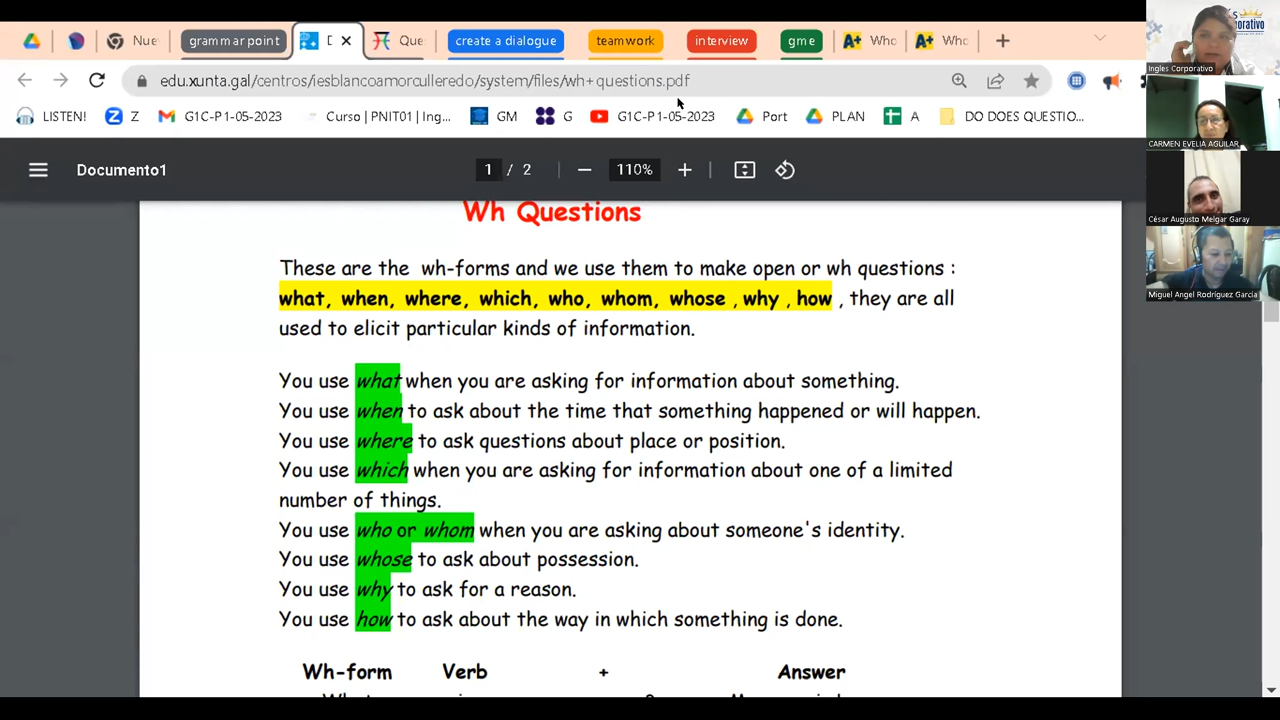 Nue
grammar point
D
Que
create a dialogue
teamwork
interview
gme
Who
Who
edu.xunta.gal/centros/iesblancoamorculleredo/system/files/wh+questions.pdf
LISTEN!
Z
G1C-P 1-05-2023
Curso | PNIT01 | Ing...
GM
G
G1C-P1-05-2023
Port
PLAN
A
DO DOES QUESTIO...
Documento1
1 / 2
110%
Wh Questions
These are the wh-forms and we use them to make open or wh questions :
what, when, where, which, who, whom, whose , why , how , they are all
used to elicit particular kinds of information.
You use what when you are asking for information about something.
You use when to ask about the time that something happened or will happen.
You use where to ask questions about place or position.
You use which when you are asking for information about one of a limited
number of things.
You use who or whom when you are asking about someone's identity.
You use whose to ask about possession.
You use why to ask for a reason.
You use how to ask about the way in which something is done.
Wh-form Verb + Answer
Ingles Corporativo
CARMEN EVELIA AGUILAR
César Augusto Melgar Garay
Miguel Angel Rodríguez García